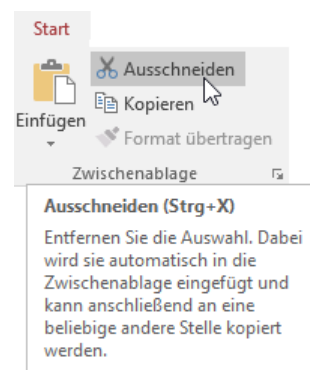 Start
Ausschneiden
Kopieren
Einfügen
Format übertragen
Zwischenablage
Ausschneiden (Strg+X)
Entfernen Sie die Auswahl. Dabei
wird sie automatisch in die
Zwischenablage eingefügt und
kann anschließend an eine
beliebige andere Stelle kopiert
werden.